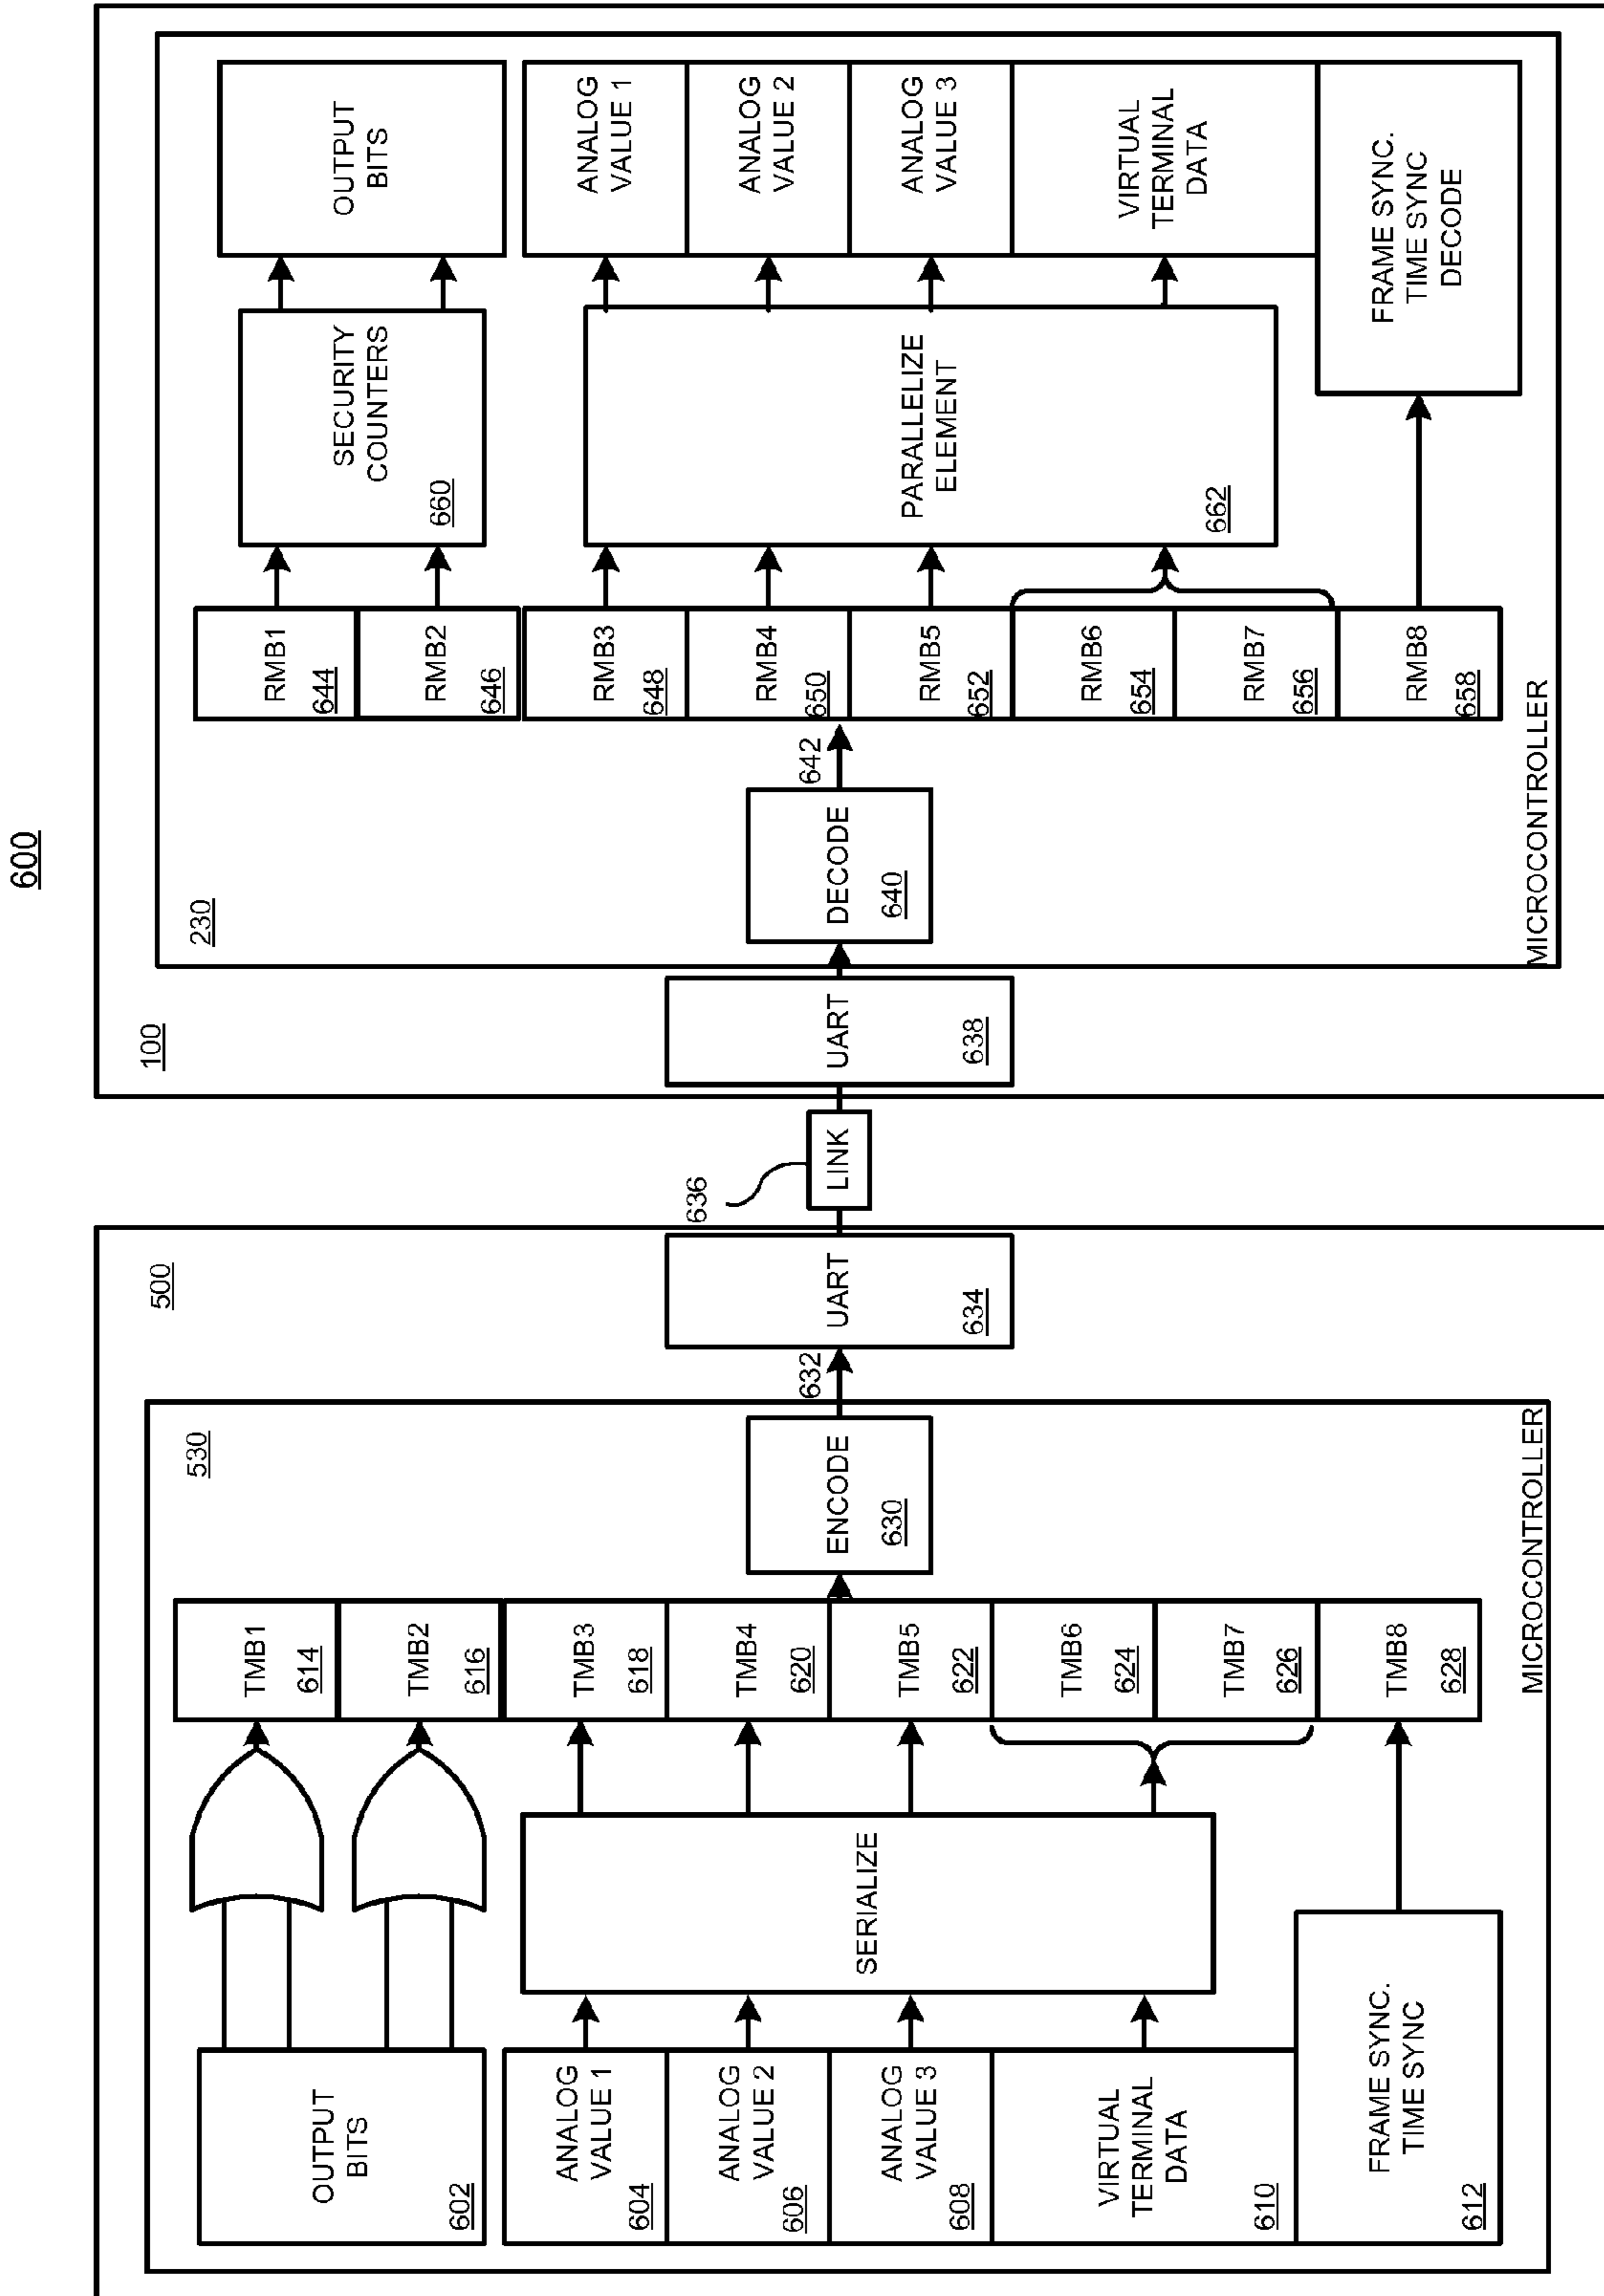 600
500
530
OUTPUT
BITS
602
ANALOG
VALUE 1
604
ANALOG
VALUE 2
606
ANALOG
VALUE 3
608
VIRTUAL
TERMINAL
DATA
610
FRAME SYNC.
TIME SYNC
612
SERIALIZE
TMB1
614
TMB2
616
TMB3
618
TMB4
620
TMB5
622
TMB6
624
TMB7
626
TMB8
628
ENCODE
630
632
MICROCONTROLLER
UART
634
636
LINK
100
UART
638
230
DECODE
640
642
RMB1
644
RMB2
646
RMB3
648
RMB4
650
RMB5
652
RMB6
654
RMB7
656
RMB8
658
SECURITY
COUNTERS
660
PARALLELIZE
ELEMENT
662
OUTPUT
BITS
ANALOG
VALUE 1
ANALOG
VALUE 2
ANALOG
VALUE 3
VIRTUAL
TERMINAL
DATA
FRAME SYNC.
TIME SYNC
DECODE
MICROCONTROLLER